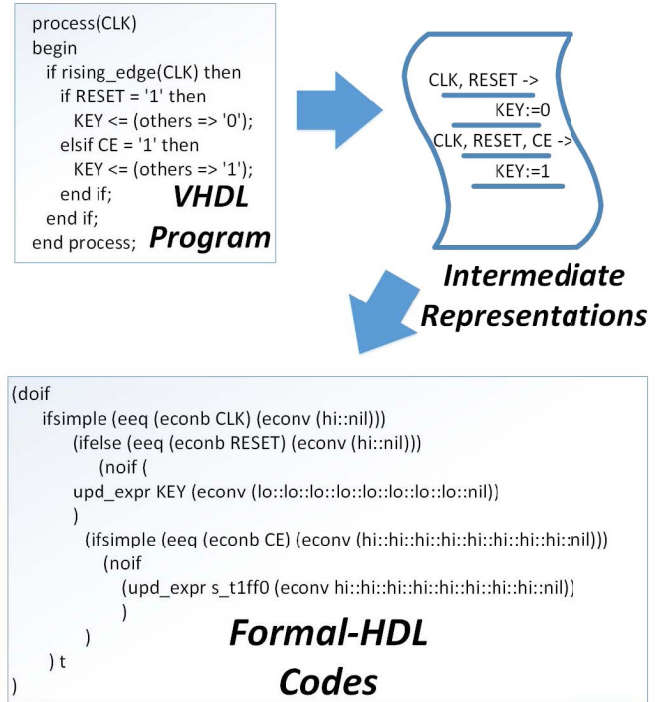 process(CLK)
begin
if rising_edge(CLK) then
if RESET = '1' then
KEY <= (others => '0');
elsif CE = '1' then
KEY <= (others => '1');
end if;
end if;
end process;
VHDL
Program
CLK, RESET ->
KEY:=0
CLK, RESET, CE ->
KEY:=1
Intermediate
Representations
(doif
ifsimple (eeq (econb CLK) (econv (hi::nil)))
(ifelse (eeq (econb RESET) (econv (hi::nil)))
(noif (
upd_expr KEY (econv (lo::lo::lo::lo::lo::lo::lo::lo::nil))
)
(ifsimple (eeq (econb CE) (econv (hi::hi::hi::hi::hi::hi::hi::hi::nil)))
(noif
(upd_expr s_t1ff0 (econv hi::hi::hi::hi::hi::hi::hi::hi::nil))
)
)
) t
)
Formal-HDL
Codes